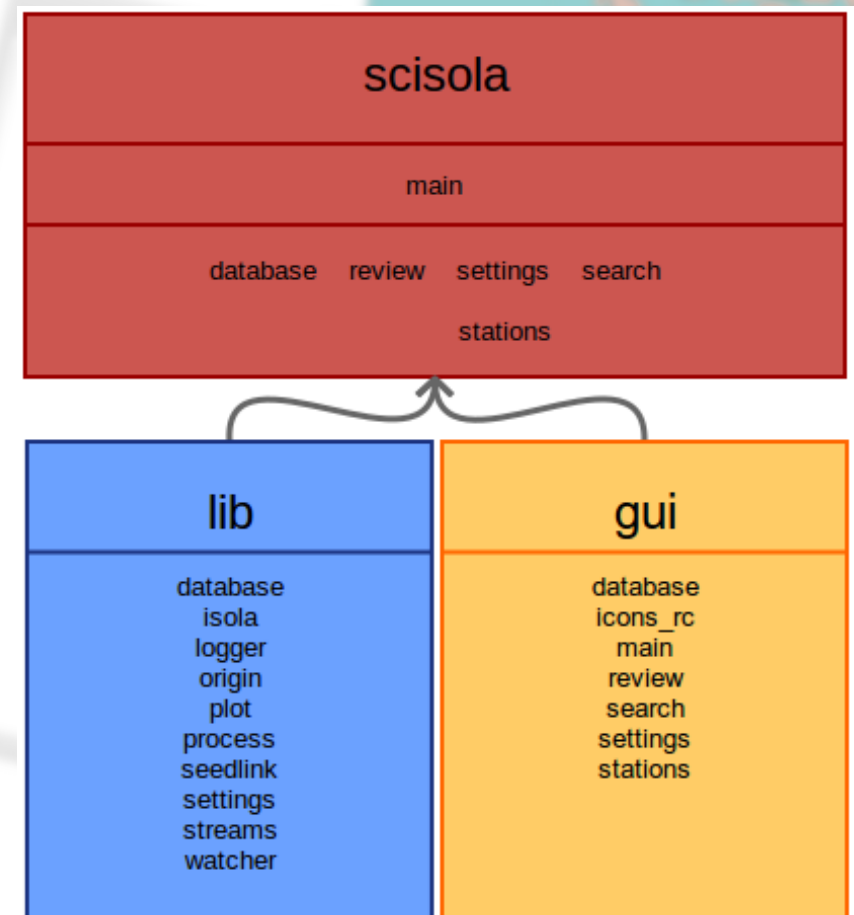 scisola
main
database review settings search
stations
lib
database
isola
logger
origin
plot
process
seedlink
settings
streams
watcher
gui
database
icons_rc
main
review
search
settings
stations